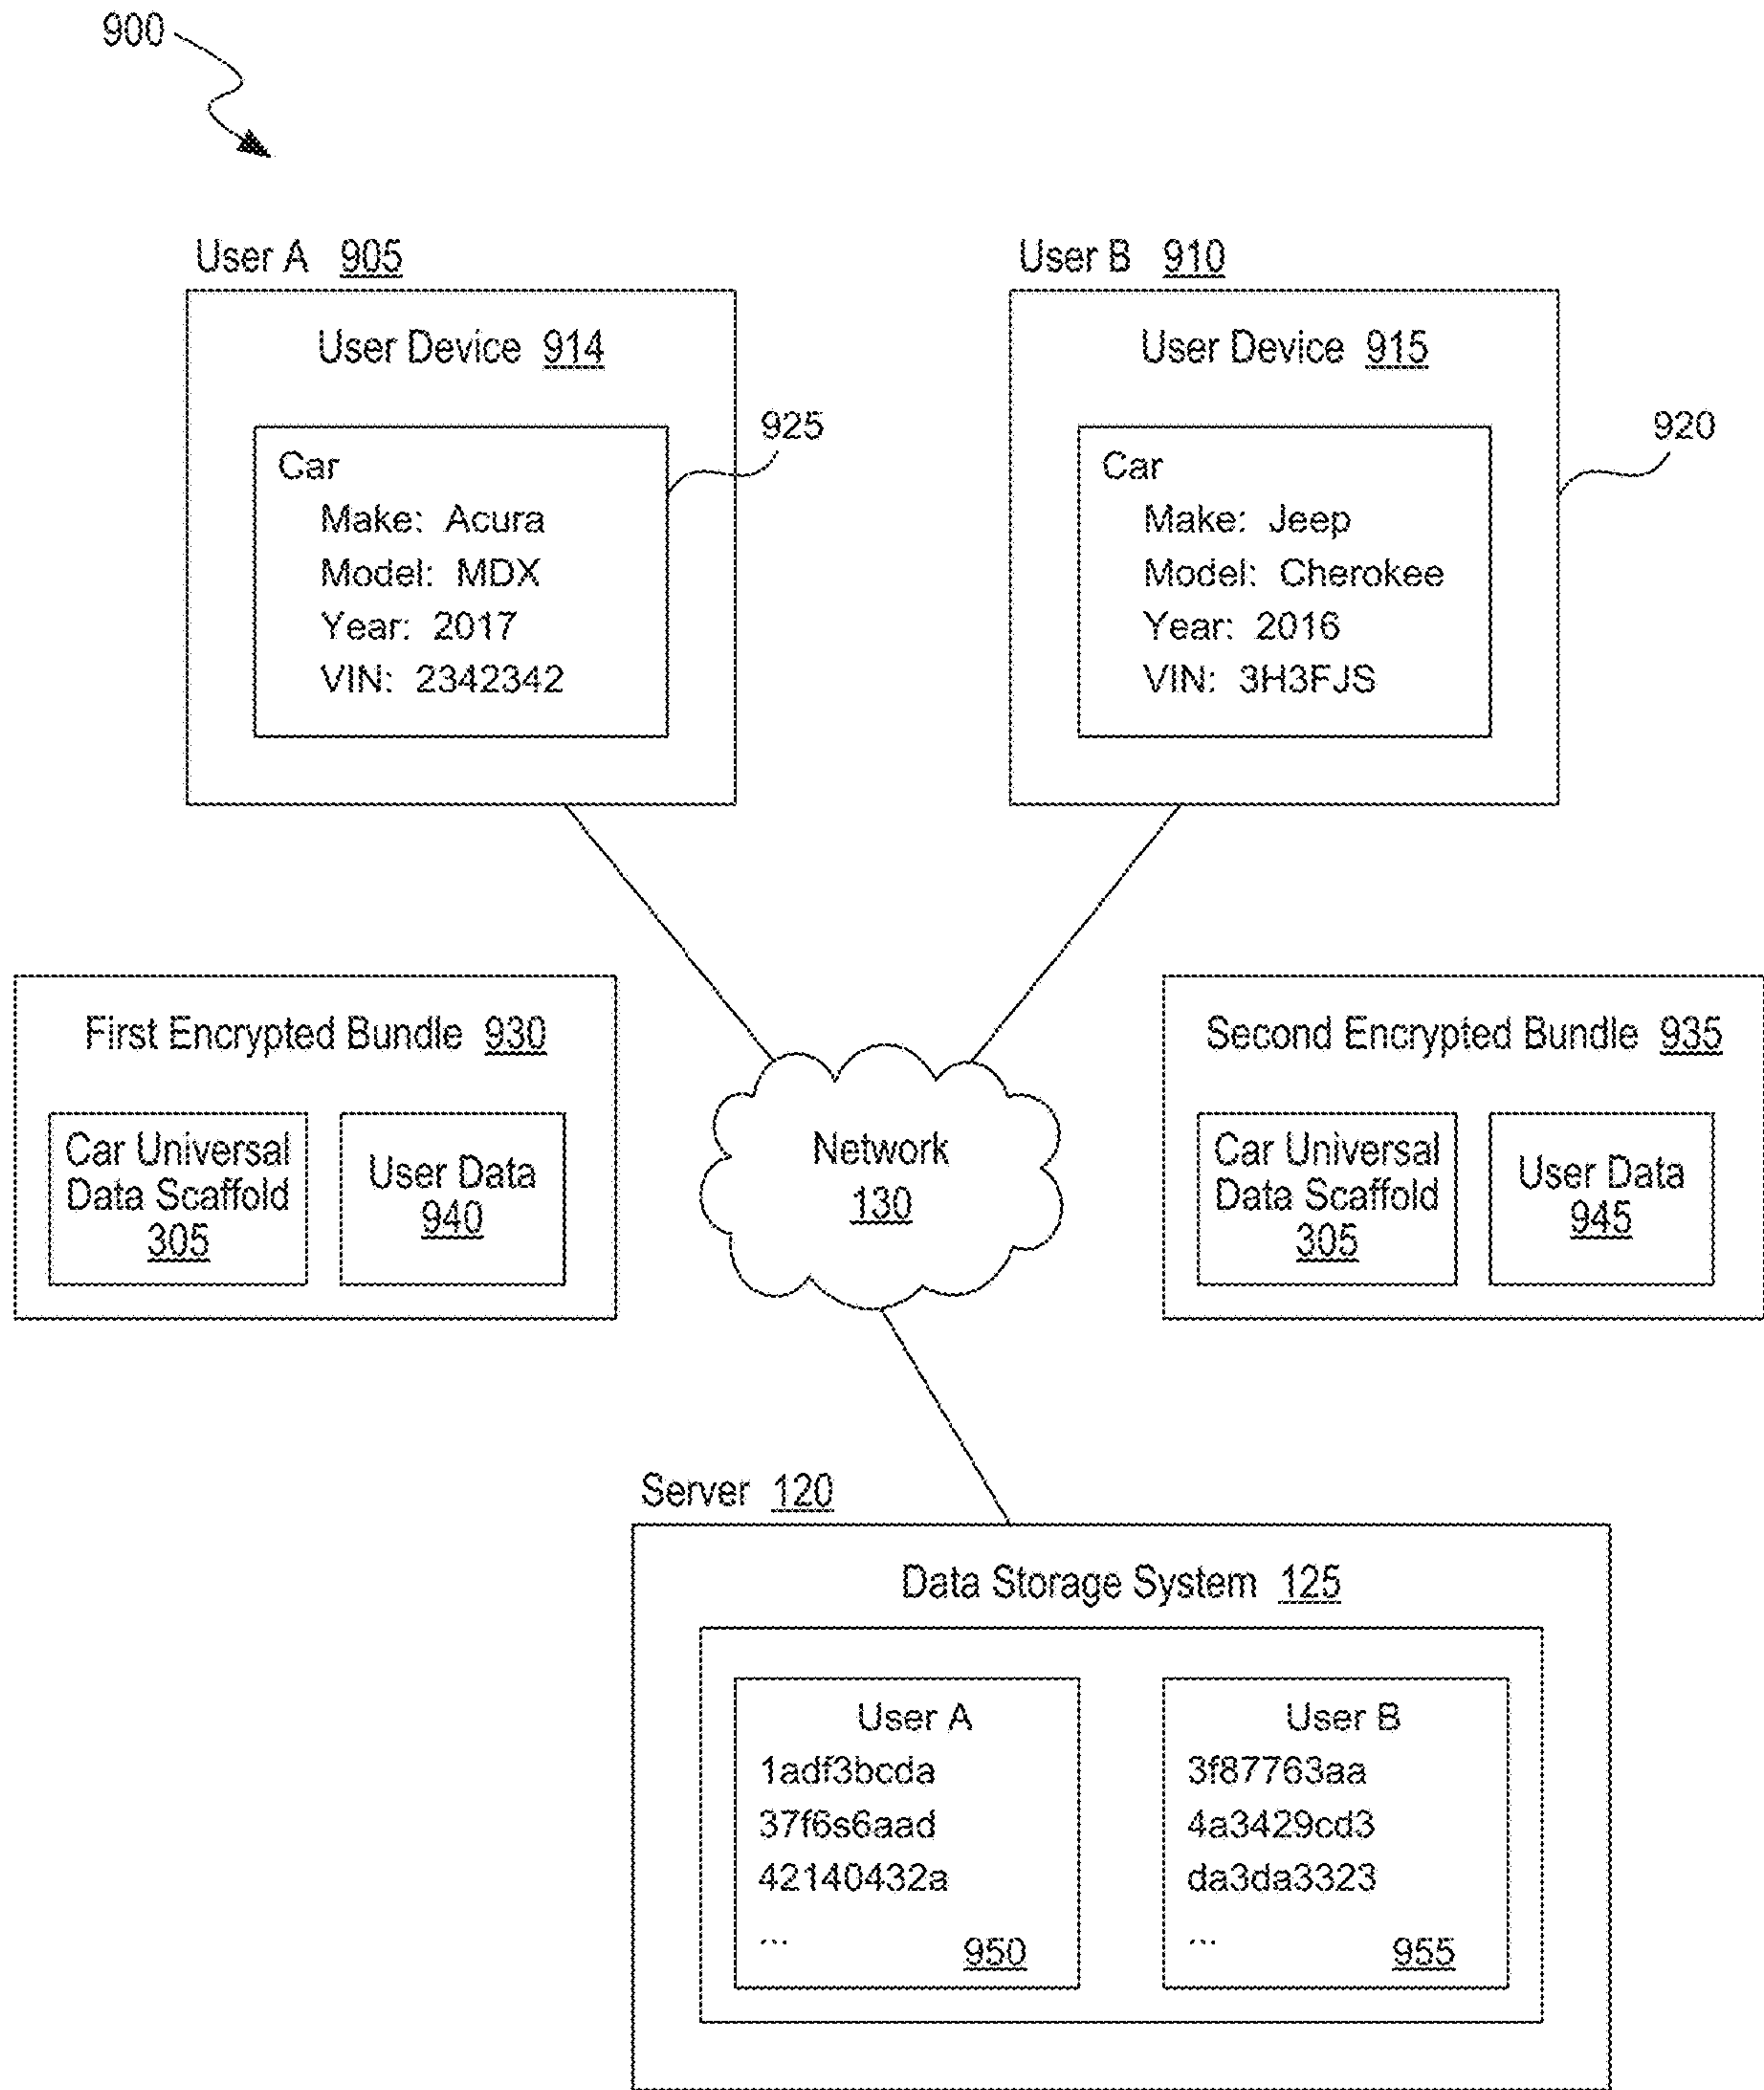 900
User A 905
User Device 914
925
Car
Make: Acura
Model: MDX
Year: 2017
VIN: 2342342
User B 910
User Device 915
920
Car
Make: Jeep
Model: Cherokee
Year: 2016
VIN: 3H3FJS
First Encrypted Bundle 930
Car Universal
Data Scaffold
305
User Data
940
Network
130
Second Encrypted Bundle 935
Car Universal
Data Scaffold
305
User Data
945
Server 120
Data Storage System 125
User A
1adf3bcda
37f6s6aad
42140432a
... 950
User B
3f87763aa
4a3429cd3
da3da3323
... 955